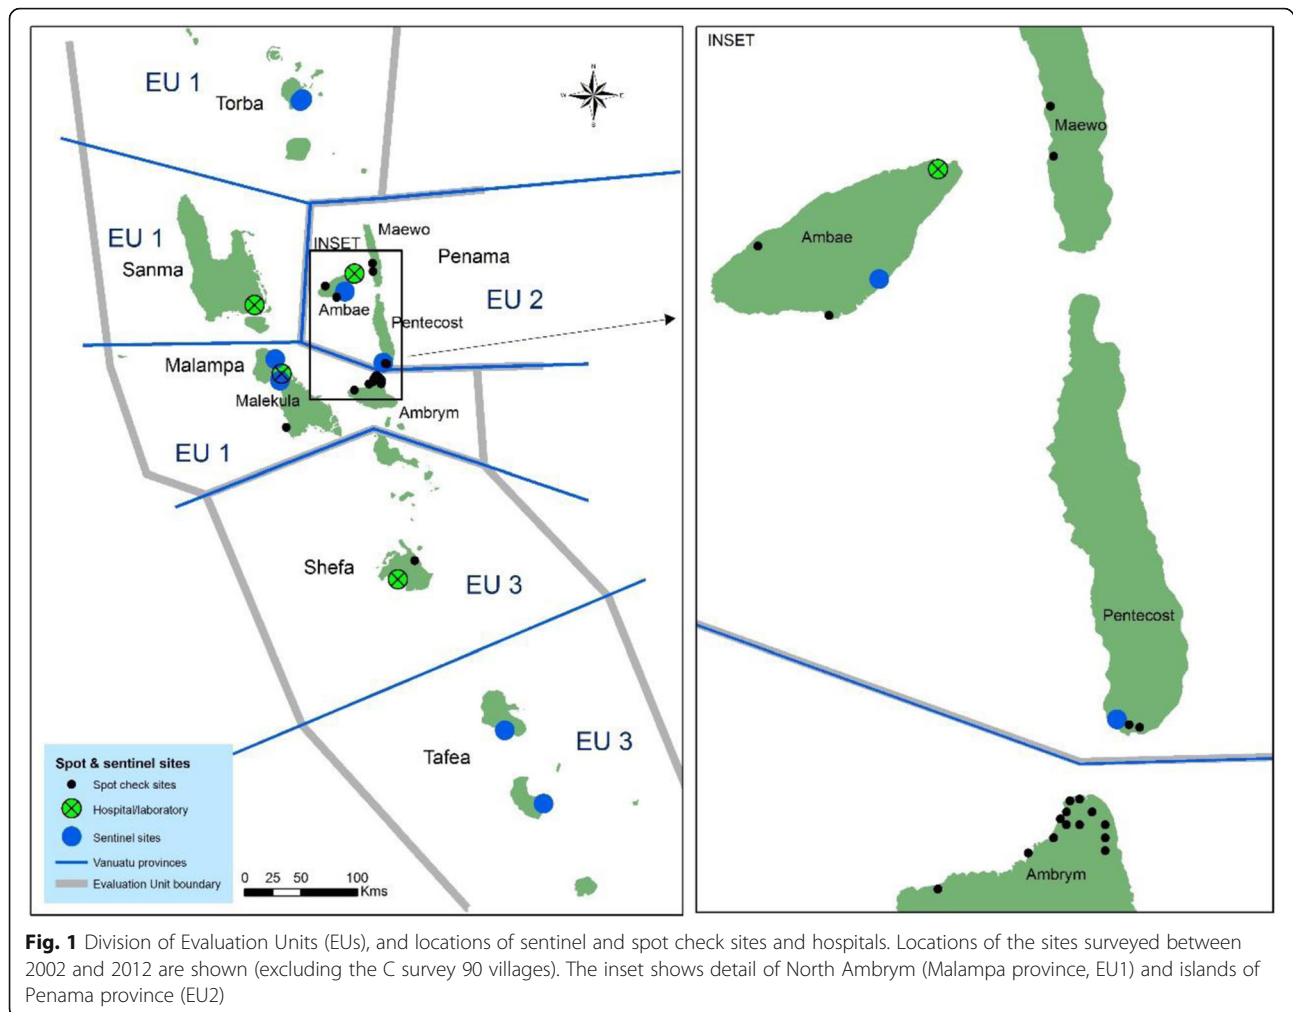 EU 1
Torba
N
W E
S
EU 1
Sanma
INSET
Maewo
Penama
EU 2
Ambae
Pentecost
Malampa
Malekula
Ambrym
EU 1
Shefa
EU 3
Tafea
EU 3
Spot & sentinel sites
Spot check sites
Hospital/laboratory
Sentinel sites
Vanuatu provinces
Evaluation Unit boundary
0 25 50 100
Kms
INSET
Maewo
Ambae
Pentecost
Ambrym
Fig. 1 Division of Evaluation Units (EUs), and locations of sentinel and spot check sites and hospitals. Locations of the sites surveyed between
2002 and 2012 are shown (excluding the C survey 90 villages). The inset shows detail of North Ambrym (Malampa province, EU1) and islands of
Penama province (EU2)